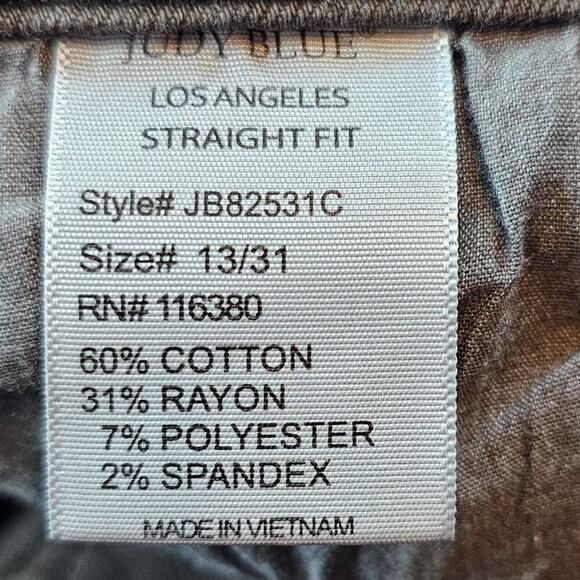 JUDY BLUE®
LOS ANGELES
STRAIGHT FIT
Style# JB82531C
Size# 13/31
RN# 116380
60% COTTON
31% RAYON
7% POLYESTER
2% SPANDEX
MADE IN VIETNAM